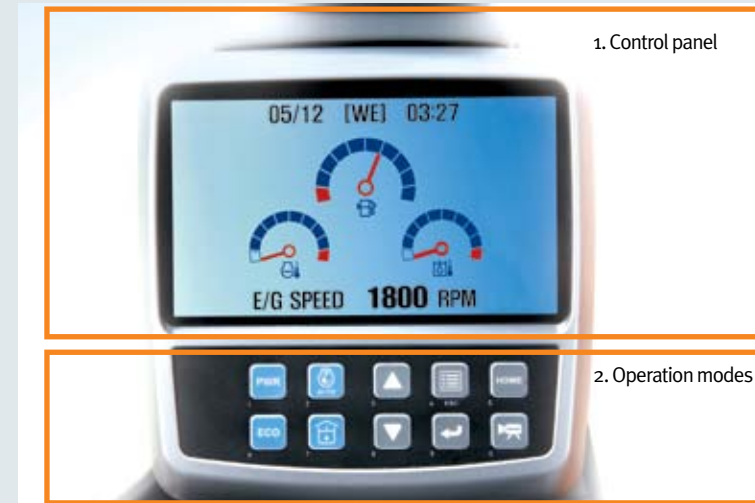 1. Control panel
05/12 [WE] 03:27
E/G SPEED 1800 RPM
2. Operation modes
PWR
HOME
ECO